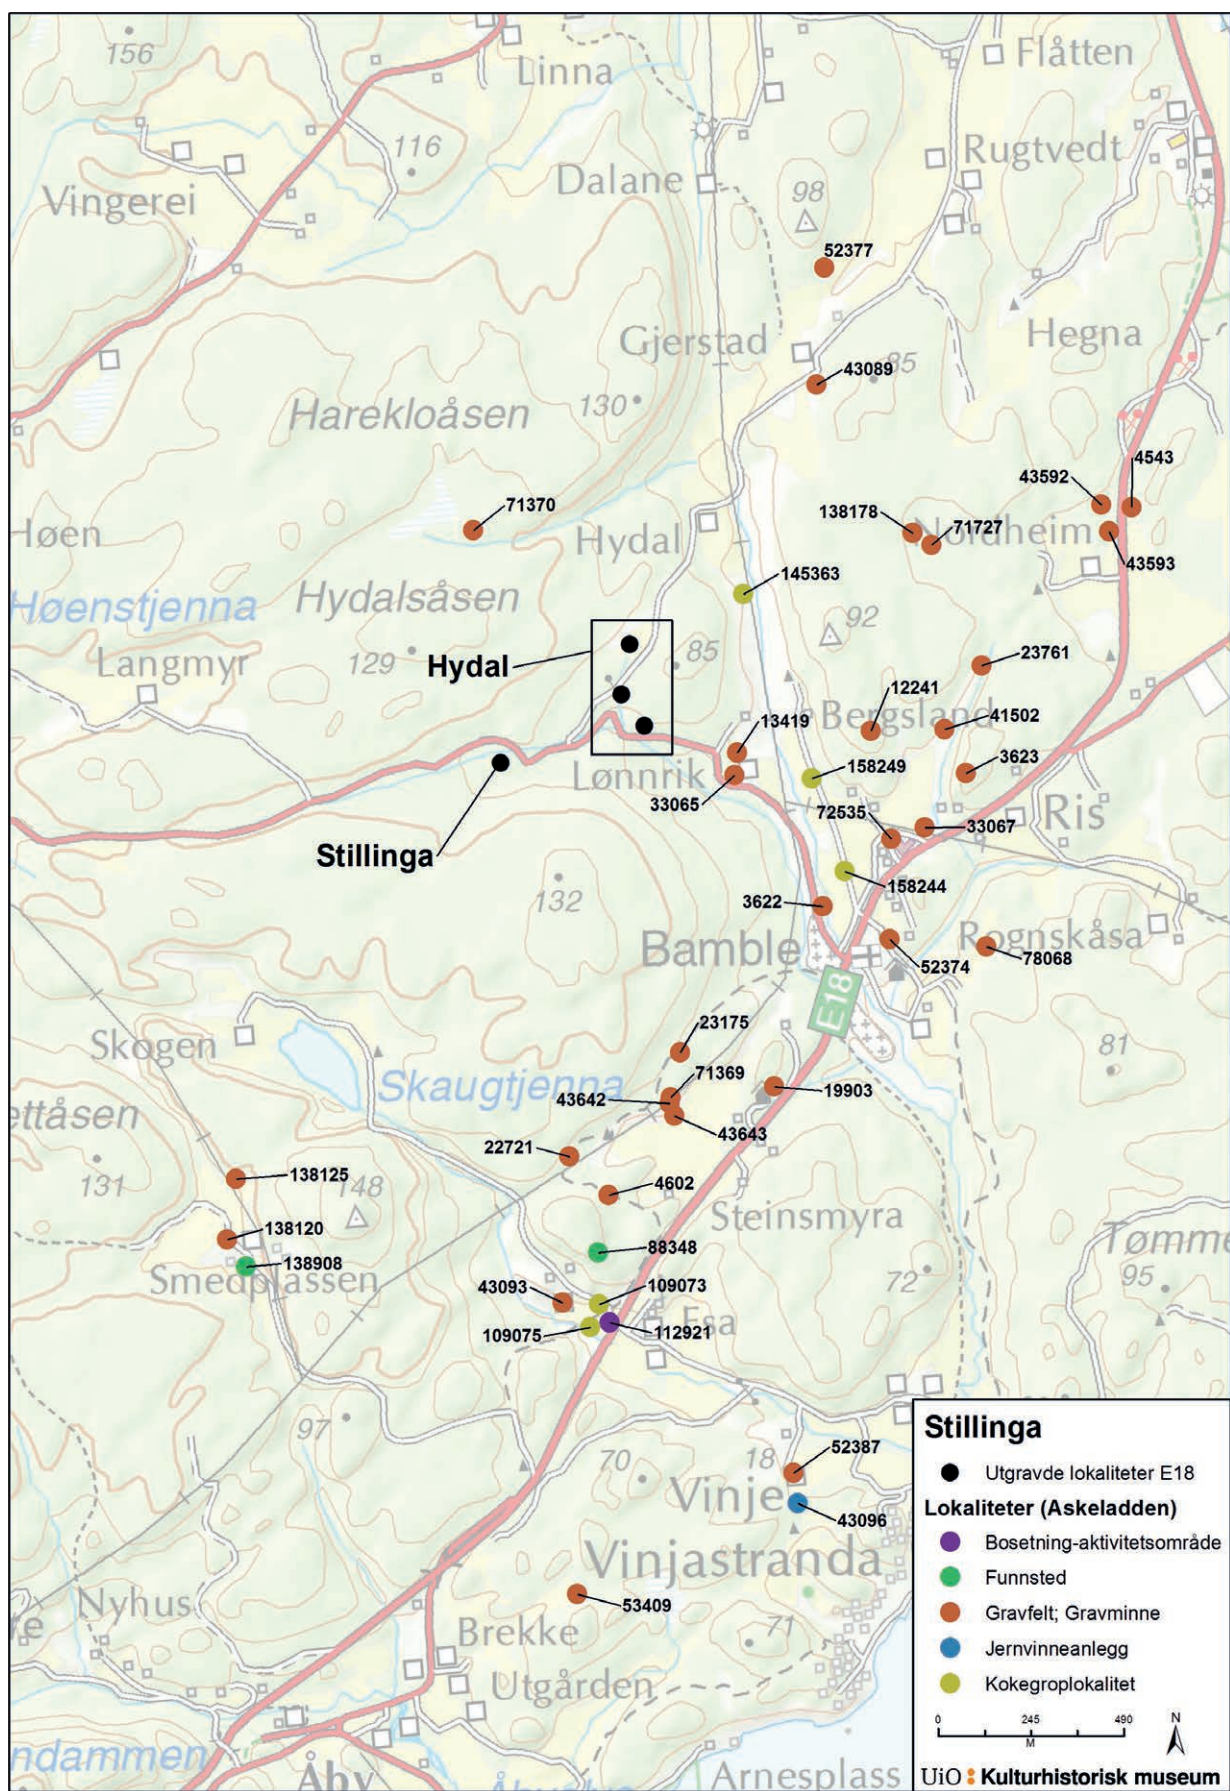 156
Linna
Flåtten
116
Dalane
Rugtvedt
Vingerei
98
52377
Gjerstad
Hegna
43089
85
130
Harekloåsen
4543
43592
71370
138178
Nordheim
71727
Høen
Hydal
43593
145363
Høenstjenna
Hydalsåsen
92
129
Hydal
85
23761
Langmyr
12241
Bergsland
41502
13419
3623
Lønnrik
158249
33065
72535
33067
Ris
Stillinga
132
158244
3622
Bamble
Rognskåsa
52374
78068
E18
Skogen
23175
81
Skaugtjenna
71369
43642
19903
ettåsen
43643
22721
131
138125
148
4602
Steinsmyra
138120
88348
Tømme
138908
Smedplassen
72
95
43093
109073
Esa
109075
112921
97
52387
70
18
Vinje
43096
Vinjastranda
Nyhus
53409
Brekke
71
Utgården
ndammen
Åby
Arnesplass
Stillinga
Utgravde lokaliteter E18
Lokaliteter (Askeladden)
Bosetning-aktivitetsområde
Funnsted
Gravfelt; Gravminne
Jernvinneanlegg
Kokegroplokalitet
0 245 490
M
N
UiO Kulturhistorisk museum